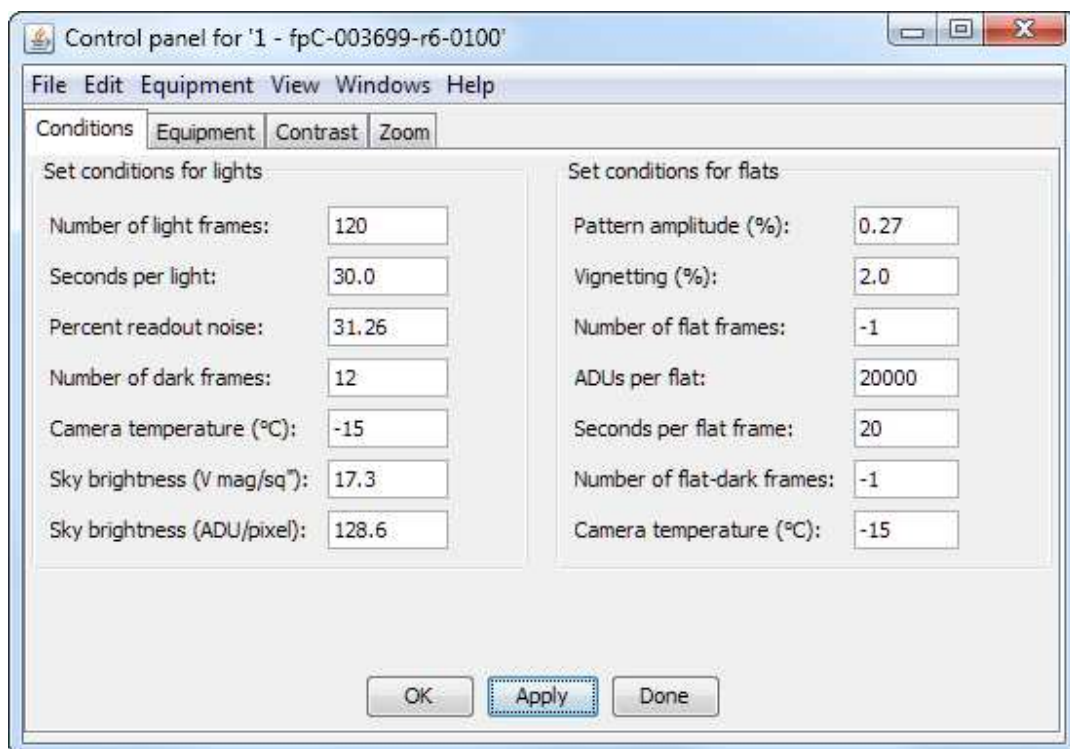 Control panel for '1 - fpC-003699-r6-0100'
File Edit Equipment View Windows Help
Conditions Equipment Contrast Zoom
Set conditions for lights
Number of light frames: 120
Seconds per light: 30.0
Percent readout noise: 31.26
Number of dark frames: 12
Camera temperature (°C): -15
Sky brightness (V mag/sq"): 17.3
Sky brightness (ADU/pixel): 128.6
Set conditions for flats
Pattern amplitude (%): 0.27
Vignetting (%): 2.0
Number of flat frames: -1
ADUs per flat: 20000
Seconds per flat frame: 20
Number of flat-dark frames: -1
Camera temperature (°C): -15
OK Apply Done